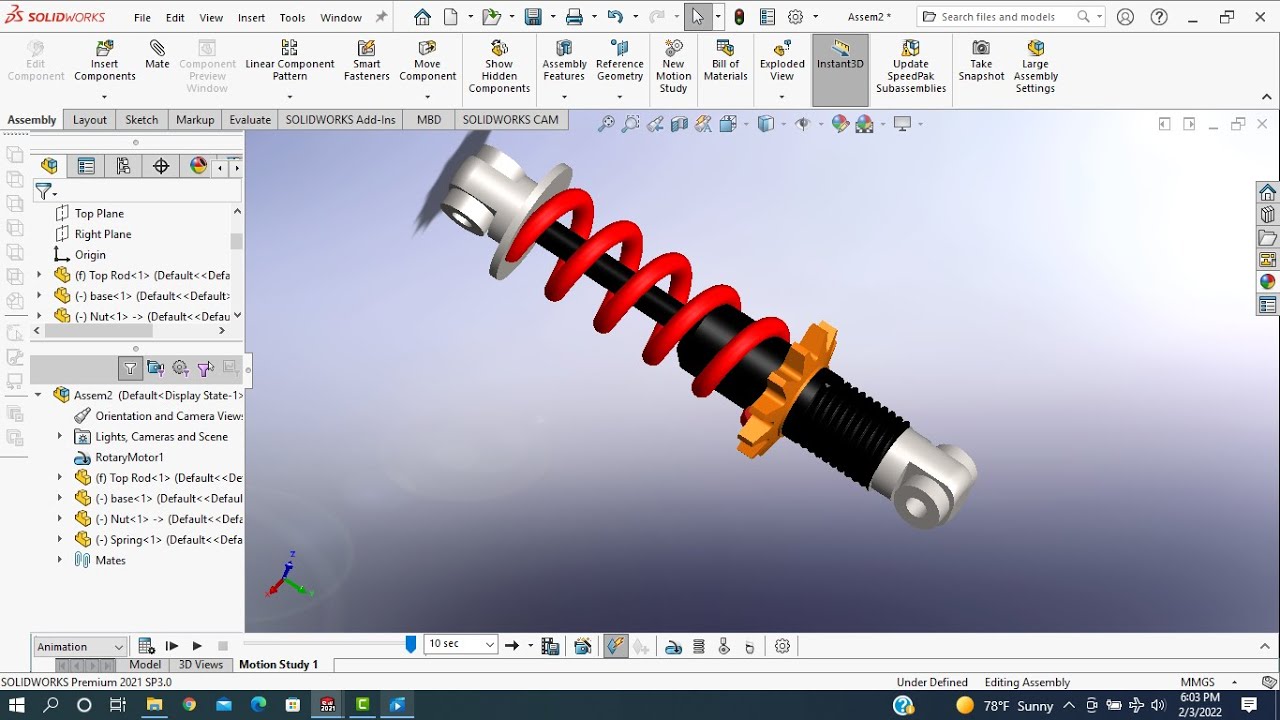 SOLIDWORKS File Edit View Insert Tools Window Assem2 * Search files and models
Edit Component
Insert Components
Mate
Component Preview Window
Linear Component Pattern
Smart Fasteners
Move Component
Show Hidden Components
Assembly Features
Reference Geometry
New Motion Study
Bill of Materials
Exploded View
Instant3D
Update SpeedPak Subassemblies
Take Snapshot
Large Assembly Settings
Assembly Layout Sketch Markup Evaluate SOLIDWORKS Add-Ins MBD SOLIDWORKS CAM
Top Plane
Right Plane
Origin
(f) Top Rod<1> (Default<<Defa
(-) base<1> (Default<<Default>
(-) Nut<1> -> (Default<<Defau
Assem2 (Default<Display State-1>
Orientation and Camera Views
Lights, Cameras and Scene
RotaryMotor1
(f) Top Rod<1> (Default<<De
(-) base<1> (Default<<Defaul
(-) Nut<1> -> (Default<<Defa
(-) Spring<1> (Default<<Defa
Mates
Z
X
Y
Animation 10 sec
Model 3D Views Motion Study 1
SOLIDWORKS Premium 2021 SP3.0 Under Defined Editing Assembly MMGS
SW 2021
C
78°F Sunny
6:03 PM
2/3/2022